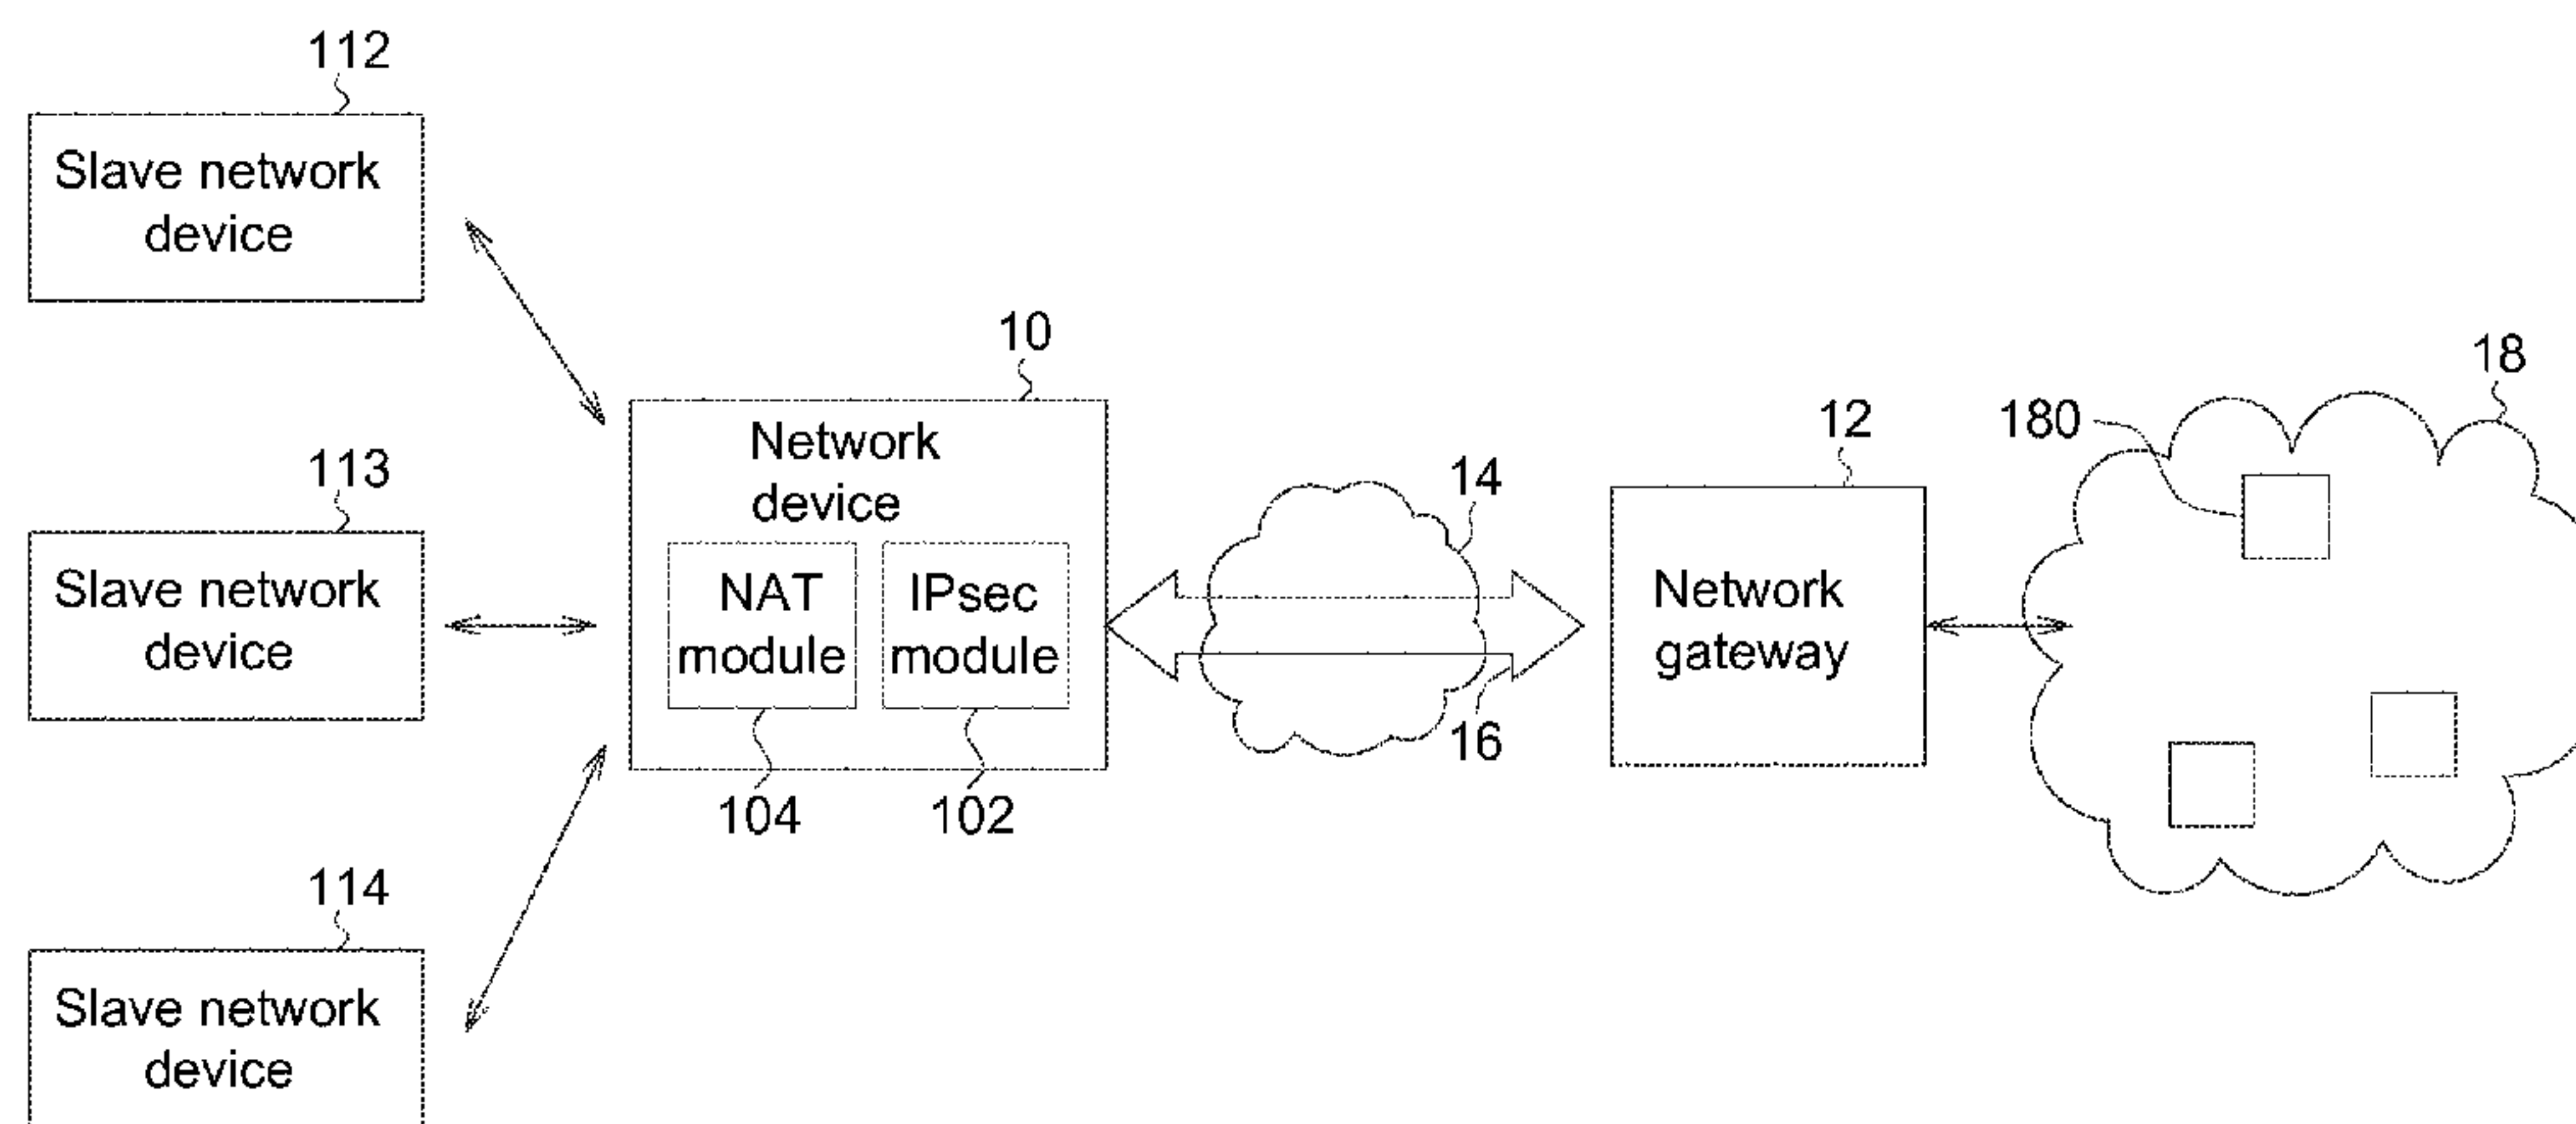 112
Slave network
device
10
Network
device
NAT
module
IPsec
module
104
102
113
Slave network
device
114
Slave network
device
14
16
12
Network
gateway
180
18